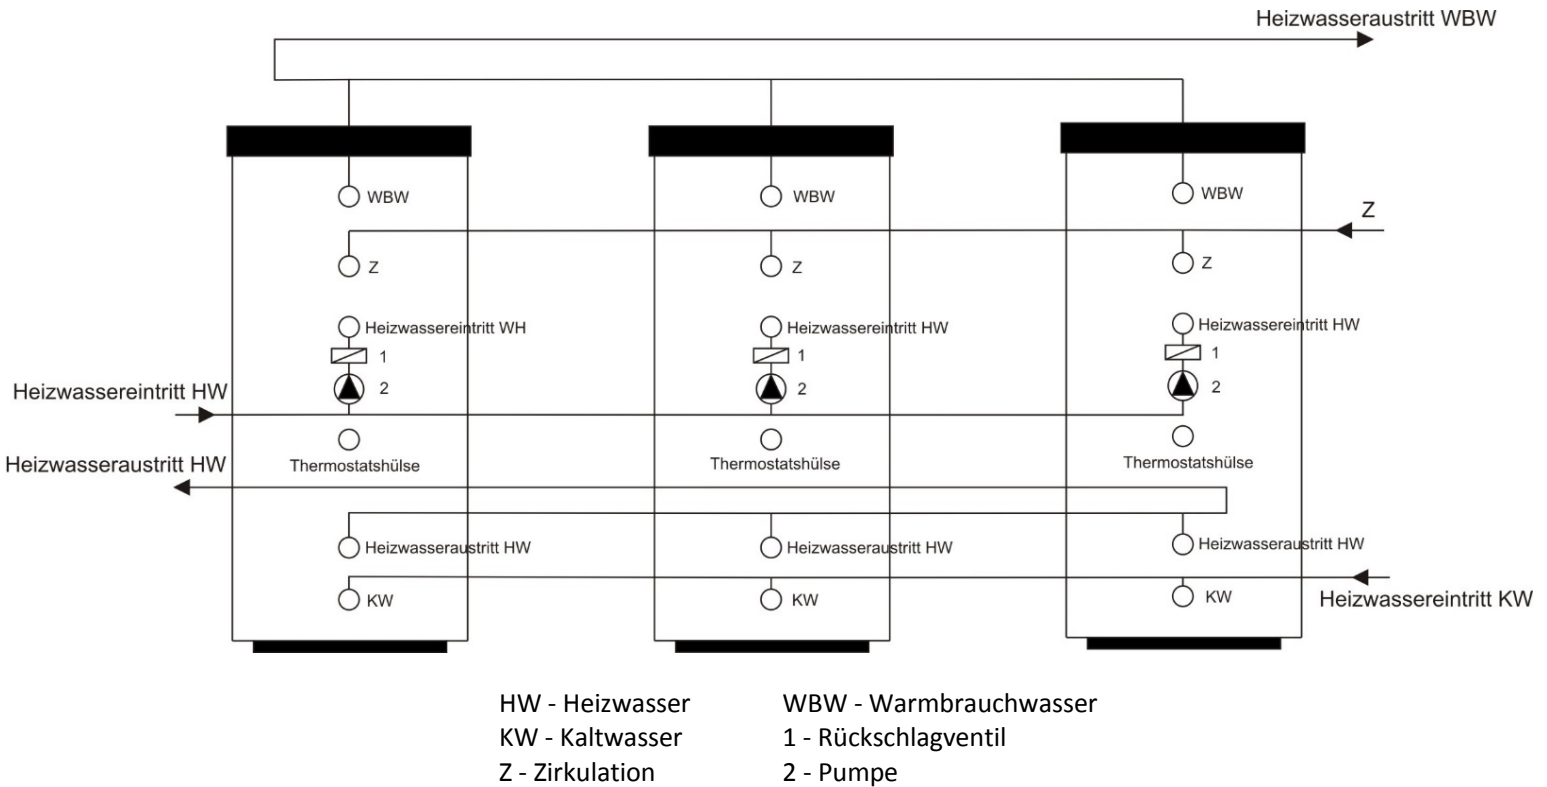 Heizwasseraustritt WBW
WBW
WBW
WBW
Z
Z
Z
Z
Heizwassereintritt WH
Heizwassereintritt HW
Heizwassereintritt HW
1
1
1
Heizwassereintritt HW
2
2
2
Heizwasseraustritt HW
Thermostatshülse
Thermostatshülse
Thermostatshülse
Heizwasseraustritt HW
Heizwasseraustritt HW
Heizwasseraustritt HW
KW
KW
KW
Heizwassereintritt KW
HW - Heizwasser
WBW - Warmbrauchwasser
KW - Kaltwasser
1 - Rückschlagventil
Z - Zirkulation
2 - Pumpe